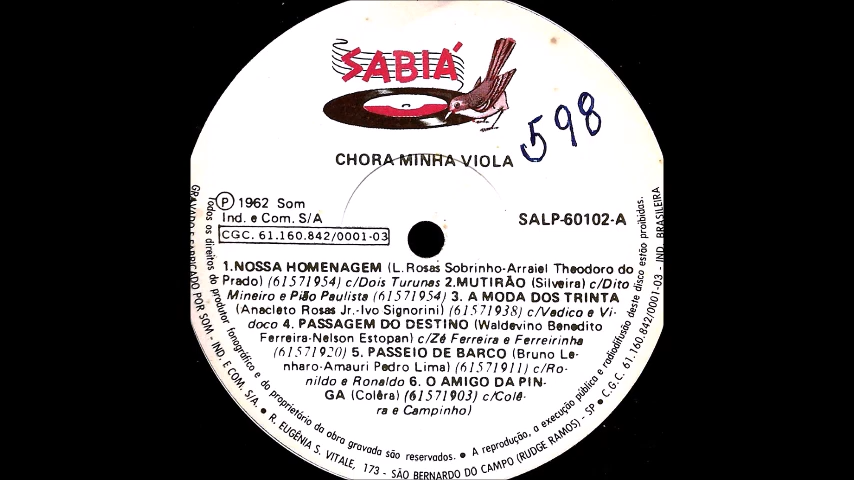 SABIÁ
598
CHORA MINHA VIOLA
Ⓟ 1962 Som
Ind. e Com. S/A
CGC. 61.160.842/0001-03
SALP-60102-A
1.NOSSA HOMENAGEM (L. Rosas Sobrinho-Arraiel Theodoro do
Prado) (61571954) c/Dois Turunas 2.MUTIRÃO (Silveira) c/Dito
Mineiro e Pião Paulista (61571954) 3. A MODA DOS TRINTA
(Anacleto Rosas Jr.-Ivo Signorini) (61571938) c/Vadico e Vi-
doco 4. PASSAGEM DO DESTINO (Waldevino Benedito
Ferreira-Nelson Estopan) c/Zé Ferreira e Ferreirinha
(61571920) 5. PASSEIO DE BARCO (Bruno Le-
nharo-Amauri Pedro Lima) (61571911) c/Ro-
nildo e Ronaldo 6. O AMIGO DA PIN-
GA (Coléra) (61571903) c/Colé-
ra e Campinho)
GRAVADO E FABRICADO POR SOM - IND. E COM. S/A. • R. EUGÊNIA S. VITALE, 173 - SÃO BERNARDO DO CAMPO (RUDGE RAMOS) - SP • C.G.C. 61.160.842/0001-03 - IND. BRASILEIRA
Todos os direitos do produtor fonográfico e do proprietário da obra gravada são reservados. • A reprodução, a execução pública e radiodifusão deste disco estão proibidas.